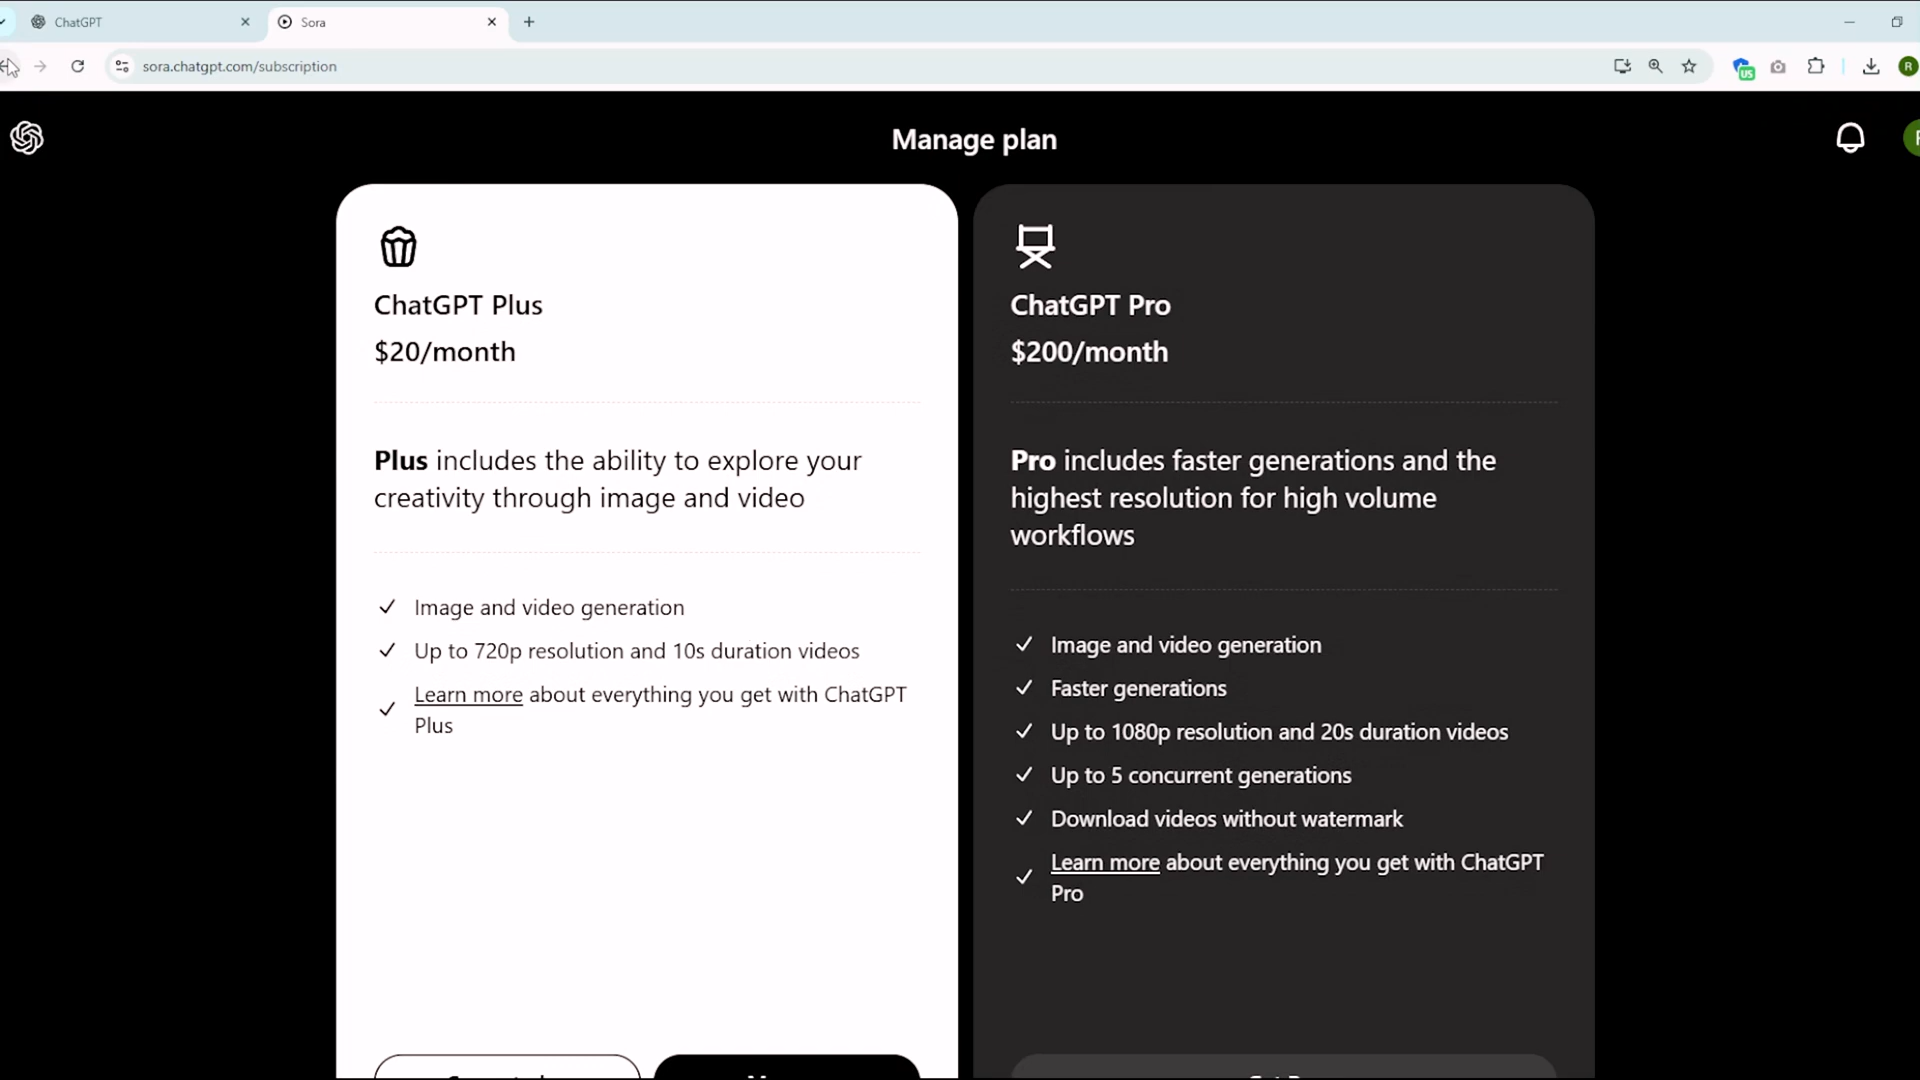 ChatGPT
Sora
sora.chatgpt.com/subscription
US
R
Manage plan
ChatGPT Plus
$20/month
Plus includes the ability to explore your
creativity through image and video
Image and video generation
Up to 720p resolution and 10s duration videos
Learn more about everything you get with ChatGPT
Plus
ChatGPT Pro
$200/month
Pro includes faster generations and the
highest resolution for high volume
workflows
Image and video generation
Faster generations
Up to 1080p resolution and 20s duration videos
Up to 5 concurrent generations
Download videos without watermark
Learn more about everything you get with ChatGPT
Pro